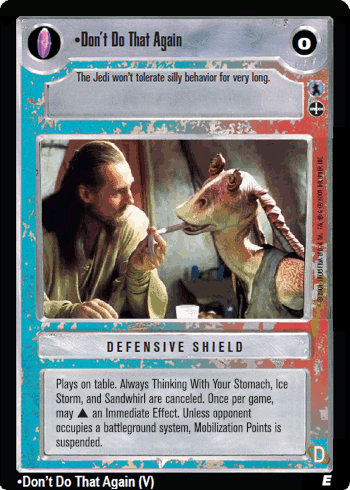 •Don't Do That Again
0
The Jedi won't tolerate silly behavior for very long.
DEFENSIVE SHIELD
Plays on table. Always Thinking With Your Stomach, Ice
Storm, and Sandwhirl are canceled. Once per game,
may ▲ an Immediate Effect. Unless opponent
occupies a battleground system, Mobilization Points is
suspended.
D
•Don't Do That Again (V)
E